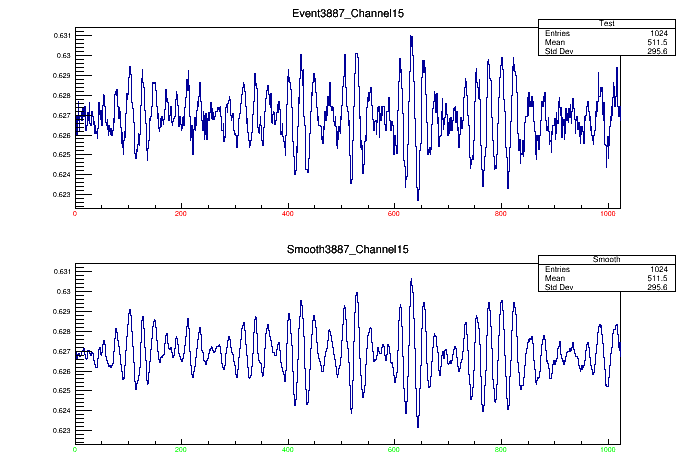 Event3887_Channel15
Test
Entries 1024
Mean 511.5
Std Dev 295.6
0.631
0.63
0.629
0.628
0.627
0.626
0.625
0.624
0.623
0 200 400 600 800 1000
Smooth3887_Channel15
Smooth
Entries 1024
Mean 511.5
Std Dev 295.6
0.631
0.63
0.629
0.628
0.627
0.626
0.625
0.624
0.623
0 200 400 600 800 1000